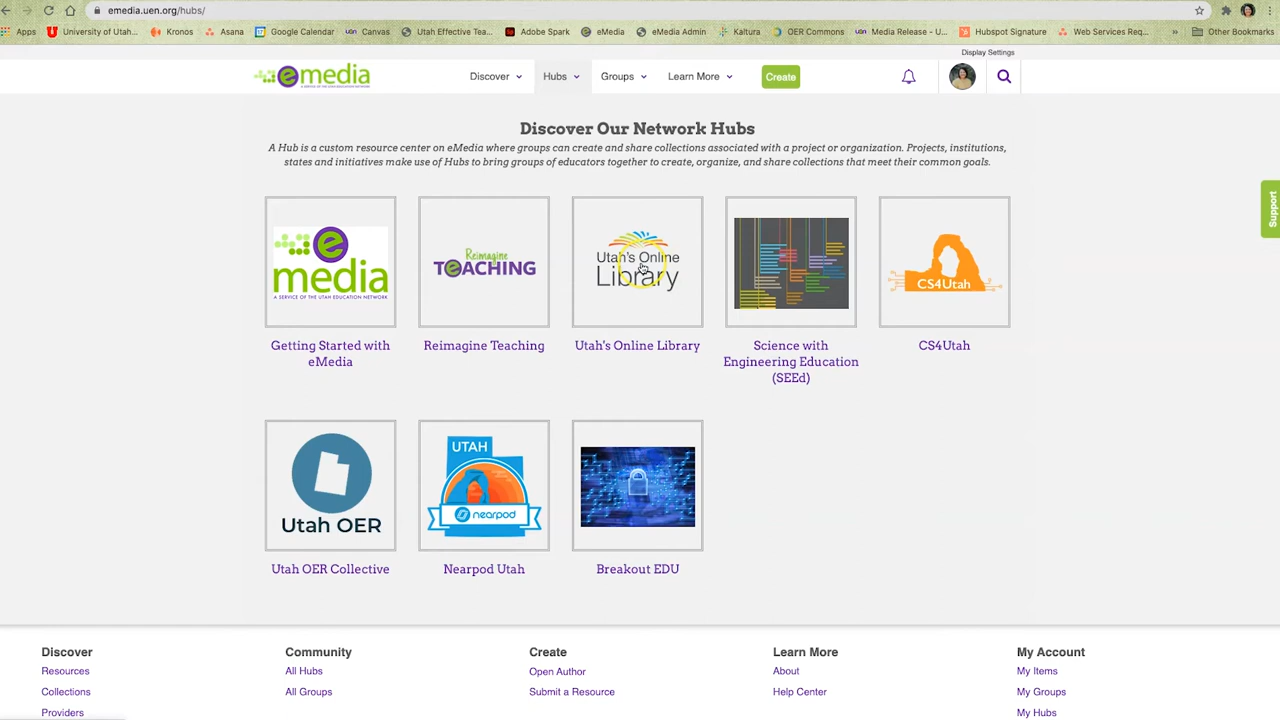 emedia.uen.org/hubs/
Apps University of Utah... Kronos Asana Google Calendar Canvas Utah Effective Tea... Adobe Spark eMedia eMedia Admin Kaltura OER Commons Media Release - U... Hubspot Signature Web Services Req... » Other Bookmarks
Display Settings
emedia
A SERVICE OF THE UTAH EDUCATION NETWORK
Discover Hubs Groups Learn More Create
Support
Discover Our Network Hubs
A Hub is a custom resource center on eMedia where groups can create and share collections associated with a project or organization. Projects, institutions,
states and initiatives make use of Hubs to bring groups of educators together to create, organize, and share collections that meet their common goals.
emedia
A SERVICE OF THE UTAH EDUCATION NETWORK
Reimagine
TEACHING
Utah's Online
Library
CS4Utah
Getting Started with
eMedia
Reimagine Teaching
Utah's Online Library
Science with
Engineering Education
(SEEd)
CS4Utah
Utah OER
UTAH
nearpod
Utah OER Collective
Nearpod Utah
Breakout EDU
Discover Community Create Learn More My Account
Resources All Hubs Open Author About My Items
Collections All Groups Submit a Resource Help Center My Groups
Providers My Hubs